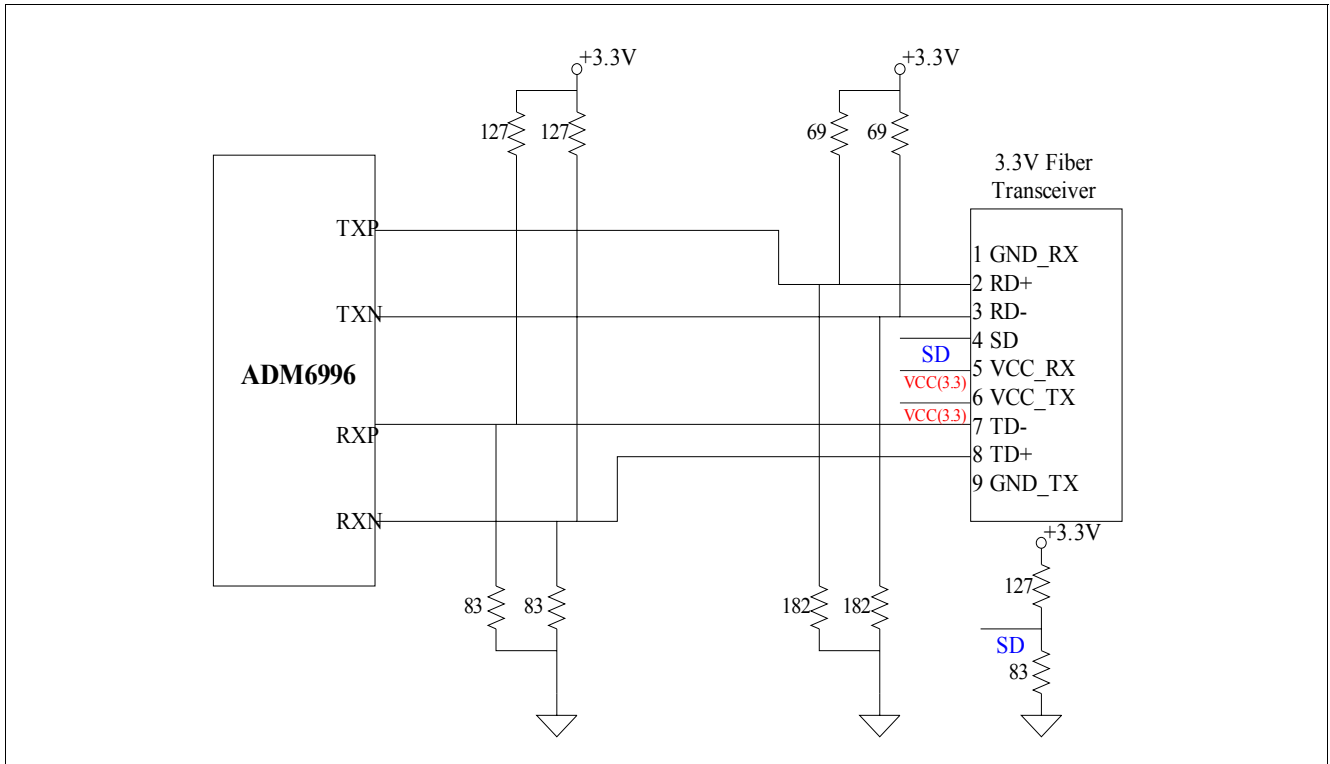 +3.3V
+3.3V
127
127
69
69
3.3V Fiber
Transceiver
TXP
1 GND_RX
2 RD+
TXN
3 RD-
4 SD
SD
5 VCC_RX
ADM6996
VCC(3.3)
6 VCC_TX
VCC(3.3)
7 TD-
RXP
8 TD+
9 GND_TX
RXN
+3.3V
127
83
83
182
182
SD
83